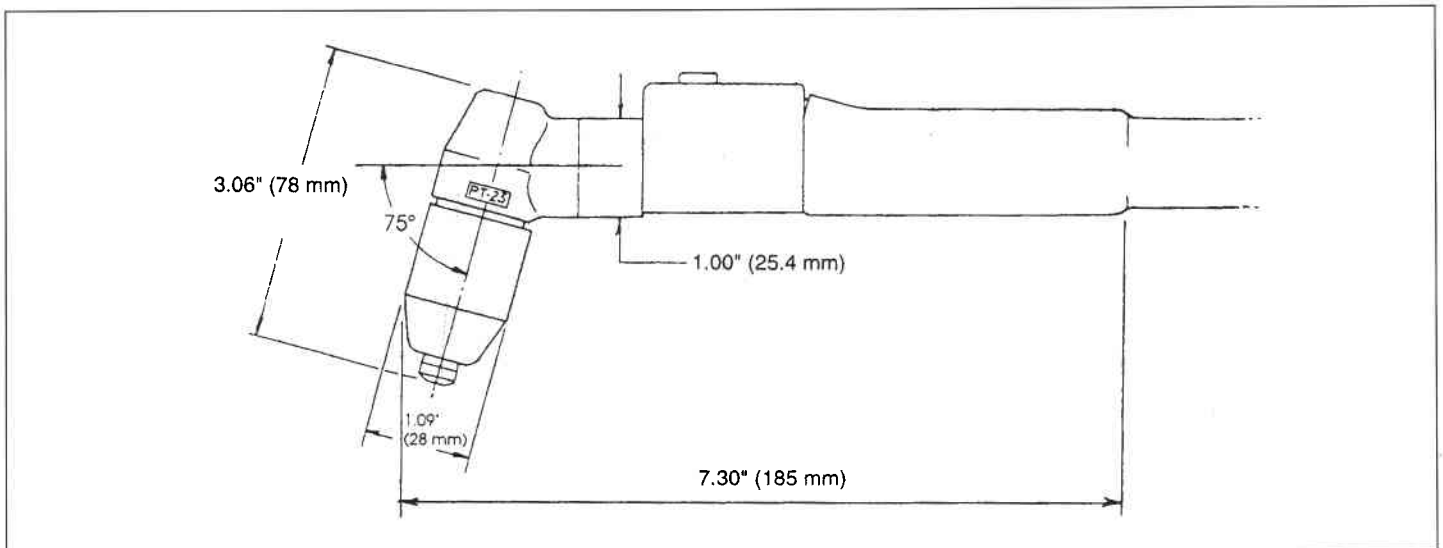 3.06" (78 mm)
PT-23
75°
1.00" (25.4 mm)
1.09"
(28 mm)
7.30" (185 mm)